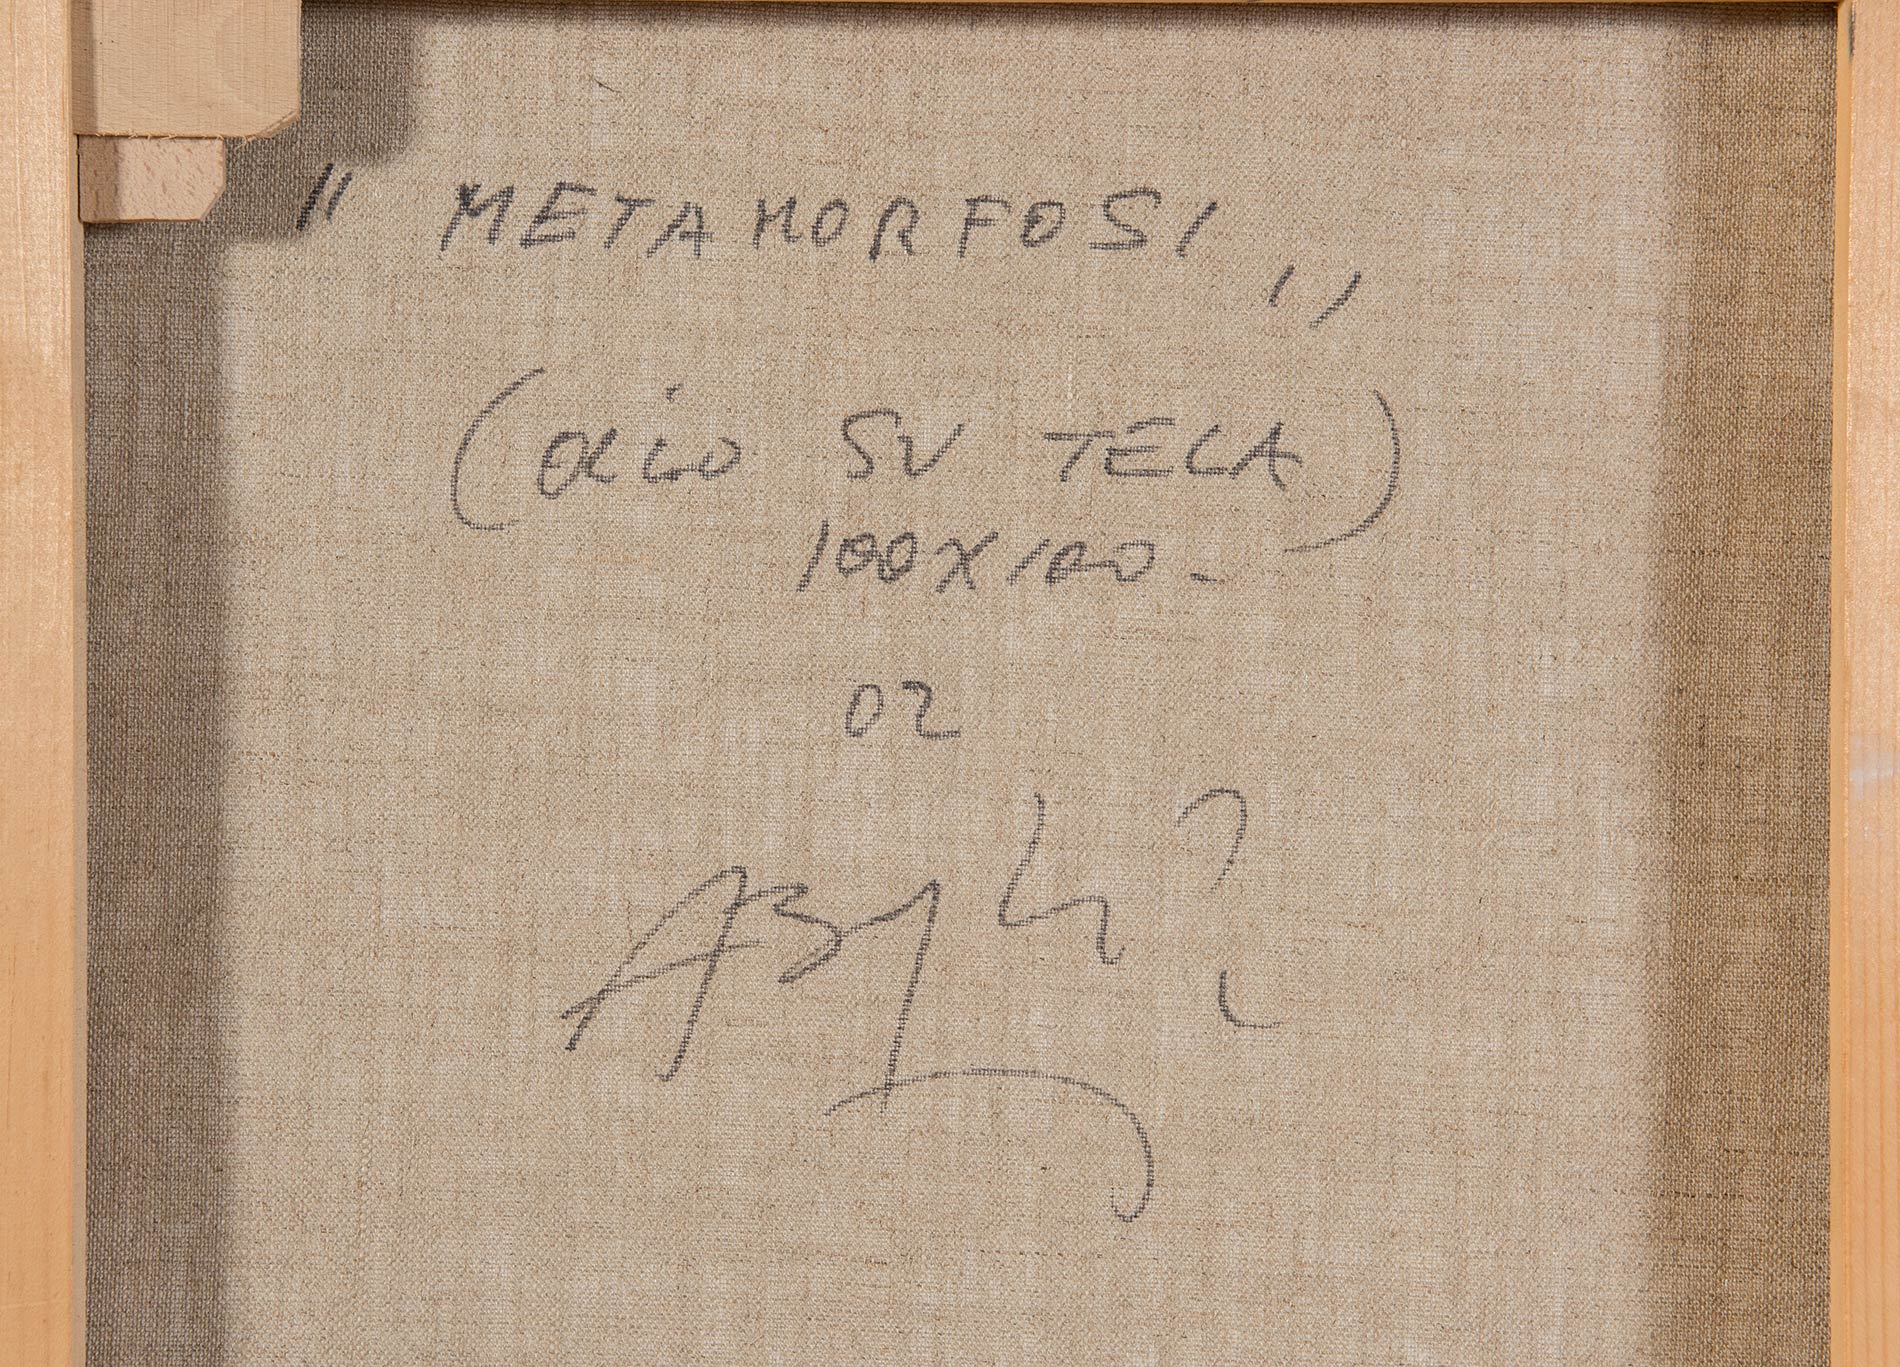 " METAMORFOSI "
(OLIO SU TELA)
100X100-
02